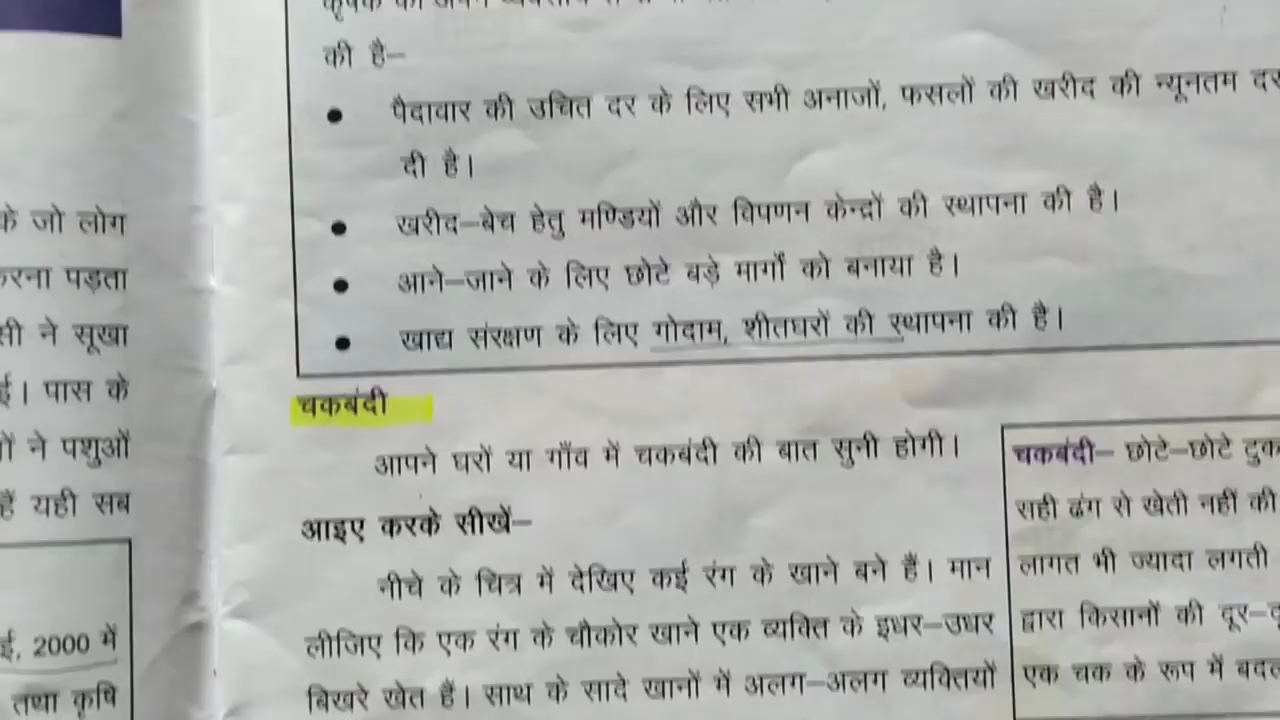 के जो लोग
करना पड़ता
सी ने सूखा
ई। पास के
ों ने पशुओं
हैं यही सब
ई, 2000 में
तथा कृषि
की है–
● पैदावार की उचित दर के लिए सभी अनाजों, फसलों की खरीद की न्यूनतम दर
दी है।
● खरीद–बेच हेतु मण्डियों और विपणन केन्द्रों की स्थापना की है।
● आने–जाने के लिए छोटे बड़े मार्गों को बनाया है।
● खाद्य संरक्षण के लिए गोदाम, शीतघरों की स्थापना की है।
चकबंदी
आपने घरों या गाँव में चकबंदी की बात सुनी होगी।
आइए करके सीखें–
नीचे के चित्र में देखिए कई रंग के खाने बने हैं। मान
लीजिए कि एक रंग के चौकोर खाने एक व्यक्ति के इधर–उधर
बिखरे खेत हैं। साथ के सादे खानों में अलग–अलग व्यक्तियों
चकबंदी– छोटे–छोटे टुक
सही ढंग से खेती नहीं की
लागत भी ज्यादा लगती
द्वारा किसानों की दूर–दू
एक चक के रूप में बदल